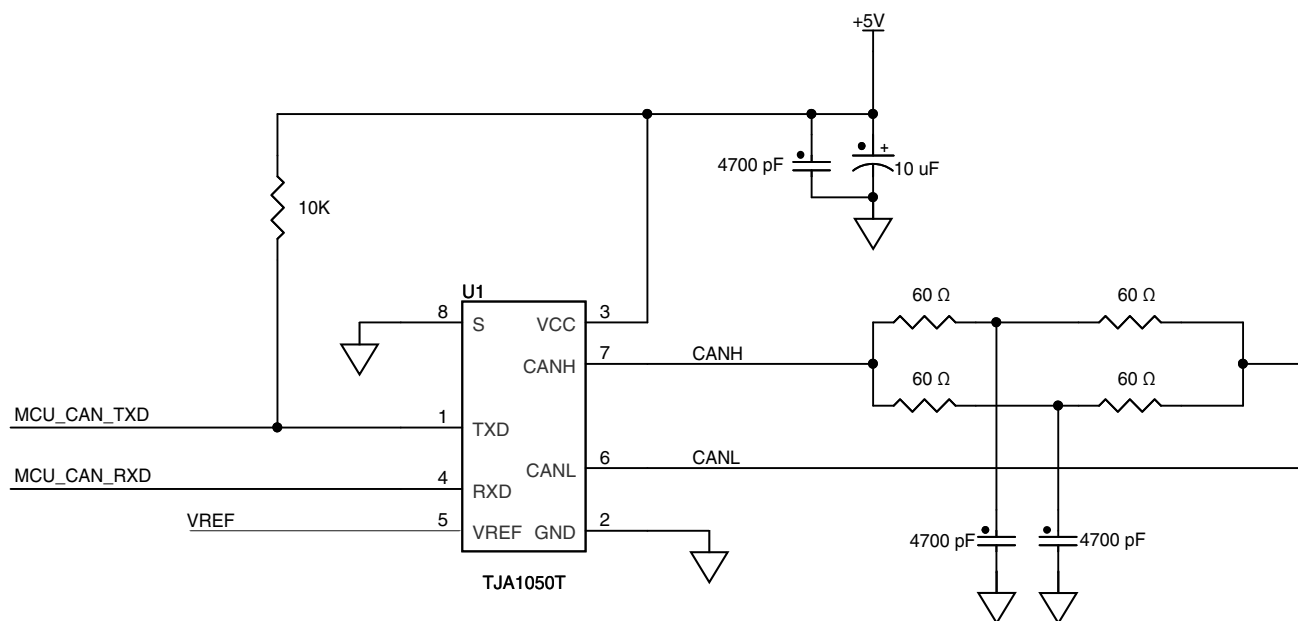 +5V
4700 pF
+
10 uF
10K
U1
8
S
VCC
3
60 Ω
60 Ω
CANH
7
CANH
60 Ω
60 Ω
MCU_CAN_TXD
1
TXD
CANL
6
CANL
MCU_CAN_RXD
4
RXD
VREF
5
VREF
GND
2
4700 pF
4700 pF
TJA1050T